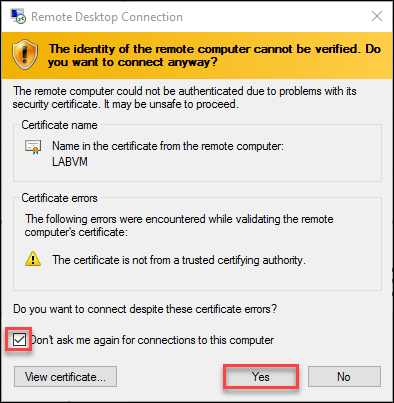 Remote Desktop Connection
The identity of the remote computer cannot be verified. Do
you want to connect anyway?
The remote computer could not be authenticated due to problems with its
security certificate. It may be unsafe to proceed.
Certificate name
Name in the certificate from the remote computer:
LABVM
Certificate errors
The following errors were encountered while validating the remote
computer's certificate:
The certificate is not from a trusted certifying authority.
Do you want to connect despite these certificate errors?
Don't ask me again for connections to this computer
View certificate... Yes No